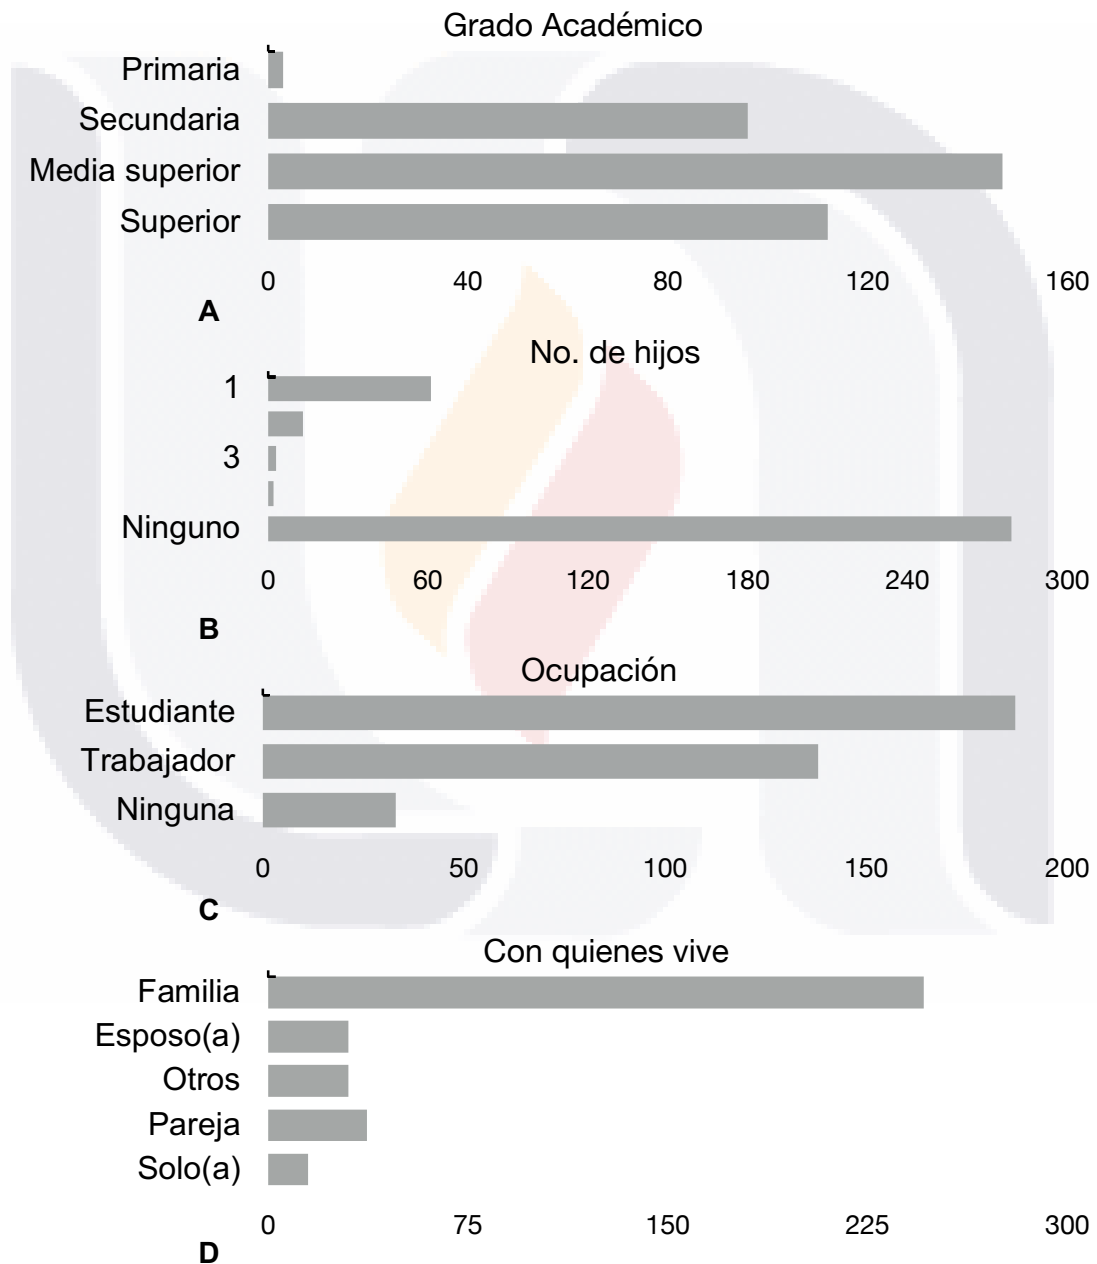 Grado Académico
Primaria
Secundaria
Media superior
Superior
0 40 80 120 160
A
No. de hijos
1
3
Ninguno
0 60 120 180 240 300
B
Ocupación
Estudiante
Trabajador
Ninguna
0 50 100 150 200
C
Con quienes vive
Familia
Esposo(a)
Otros
Pareja
Solo(a)
0 75 150 225 300
D